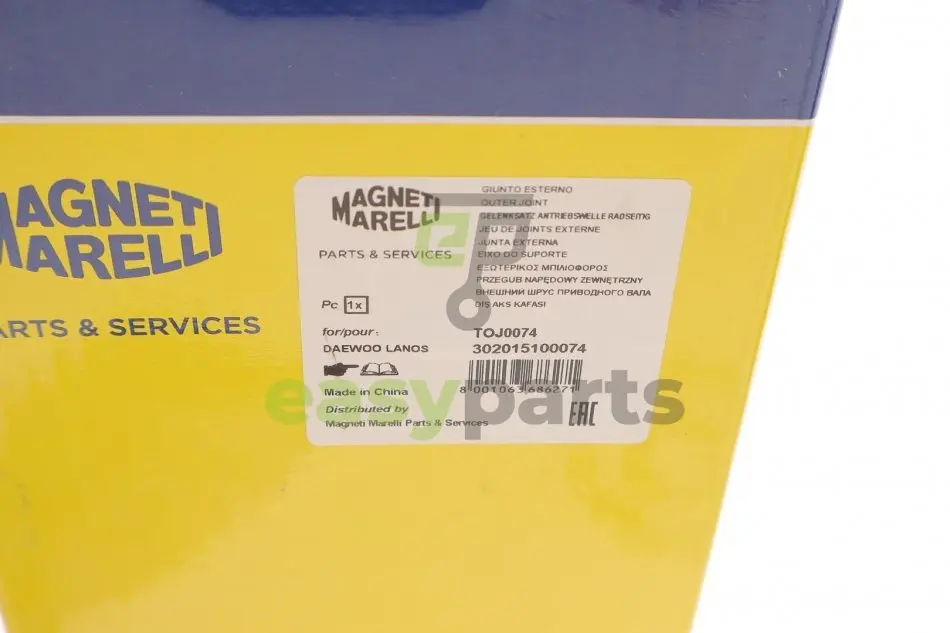 MAGNETI
MARELLI
PARTS & SERVICES
MAGNETI
MARELLI
PARTS & SERVICES
GIUNTO ESTERNO
OUTER JOINT
GELENKSATZ ANTRIEBSWELLE RADSEITIG
JEU DE JOINTS EXTERNE
JUNTA EXTERNA
EIXO DO SUPORTE
ΕΞΩΤΕΡΙΚΟΣ ΜΠΙΛΙΟΦΟΡΟΣ
PRZEGUB NAPĘDOWY ZEWNĘTRZNY
ВНЕШНИЙ ШРУС ПРИВОДНОГО ВАЛА
DIŞ AKS KAFASI
Pc 1x
for/pour:
TOJ0074
DAEWOO LANOS
302015100074
8 001063 686271
Made in China
Distributed by
Magneti Marelli Parts & Services
EAC
easyparts